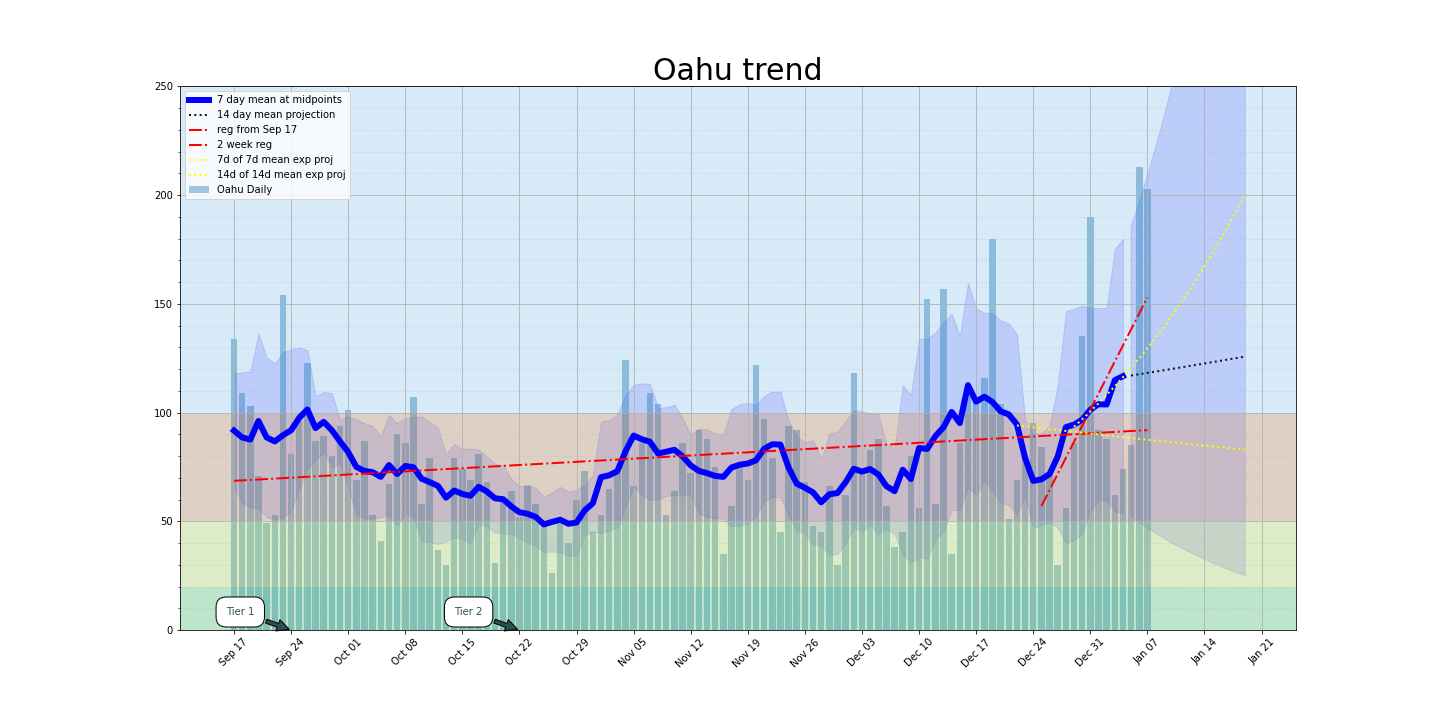 Oahu trend
250
200
150
100
50
0
7 day mean at midpoints
14 day mean projection
reg from Sep 17
2 week reg
7d of 7d mean exp proj
14d of 14d mean exp proj
Oahu Daily
Tier 1
Tier 2
Sep 17
Sep 24
Oct 01
Oct 08
Oct 15
Oct 22
Oct 29
Nov 05
Nov 12
Nov 19
Nov 26
Dec 03
Dec 10
Dec 17
Dec 24
Dec 31
Jan 07
Jan 14
Jan 21